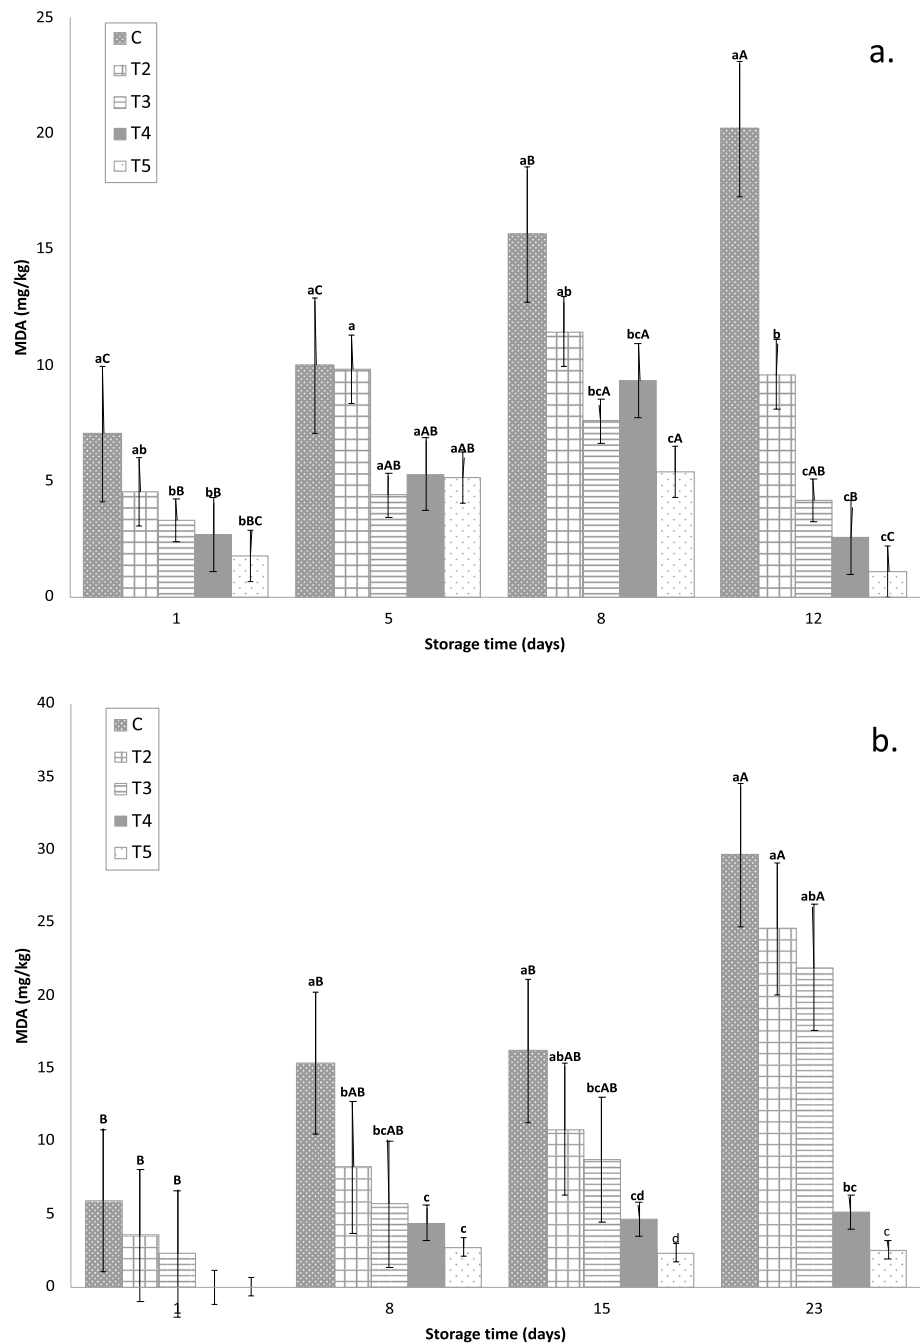 25
20
15
10
5
0
MDA (mg/kg)
C
T2
T3
T4
T5
a.
aC
ab
bB
bB
bBC
aC
a
aAB
aAB
aAB
aB
ab
bcA
bcA
cA
aA
b
cAB
cB
cC
1 5 8 12
Storage time (days)
40
35
30
25
20
15
10
5
0
MDA (mg/kg)
C
T2
T3
T4
T5
b.
B
B
B
aB
bAB
bcAB
c
c
aB
abAB
bcAB
cd
d
aA
aA
abA
bc
c
1 8 15 23
Storage time (days)